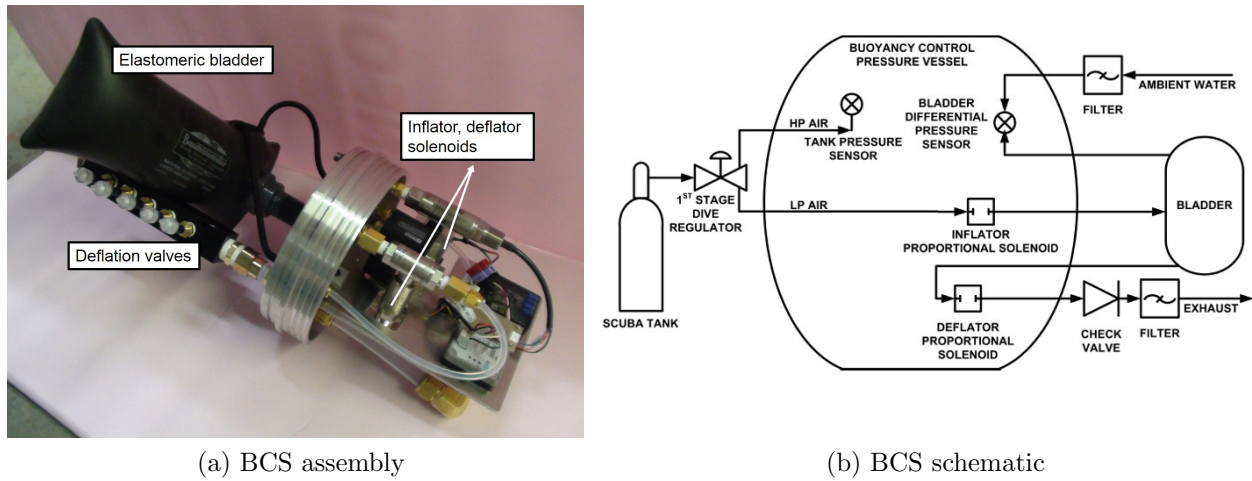 Elastomeric bladder
Inflator, deflator
solenoids
Deflation valves
BUOYANCY CONTROL
PRESSURE VESSEL
HP AIR
TANK PRESSURE
SENSOR
BLADDER
DIFFERENTIAL
PRESSURE
SENSOR
FILTER
AMBIENT WATER
1ST STAGE
DIVE
REGULATOR
LP AIR
INFLATOR
PROPORTIONAL SOLENOID
BLADDER
SCUBA TANK
DEFLATOR
PROPORTIONAL
SOLENOID
CHECK
VALVE
FILTER
EXHAUST
(a) BCS assembly
(b) BCS schematic